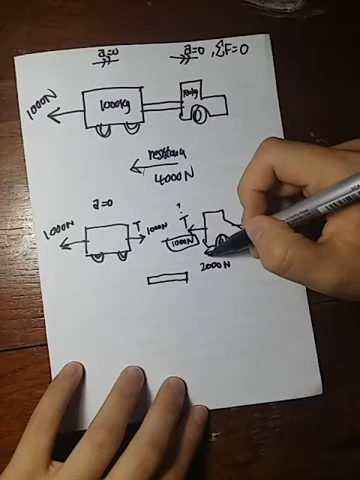 a=0
a=0 , ΣF=0
1000N
1000kg
resistance
4000N
a=0
?
1000N
T
1000N
T
1000N
2000N